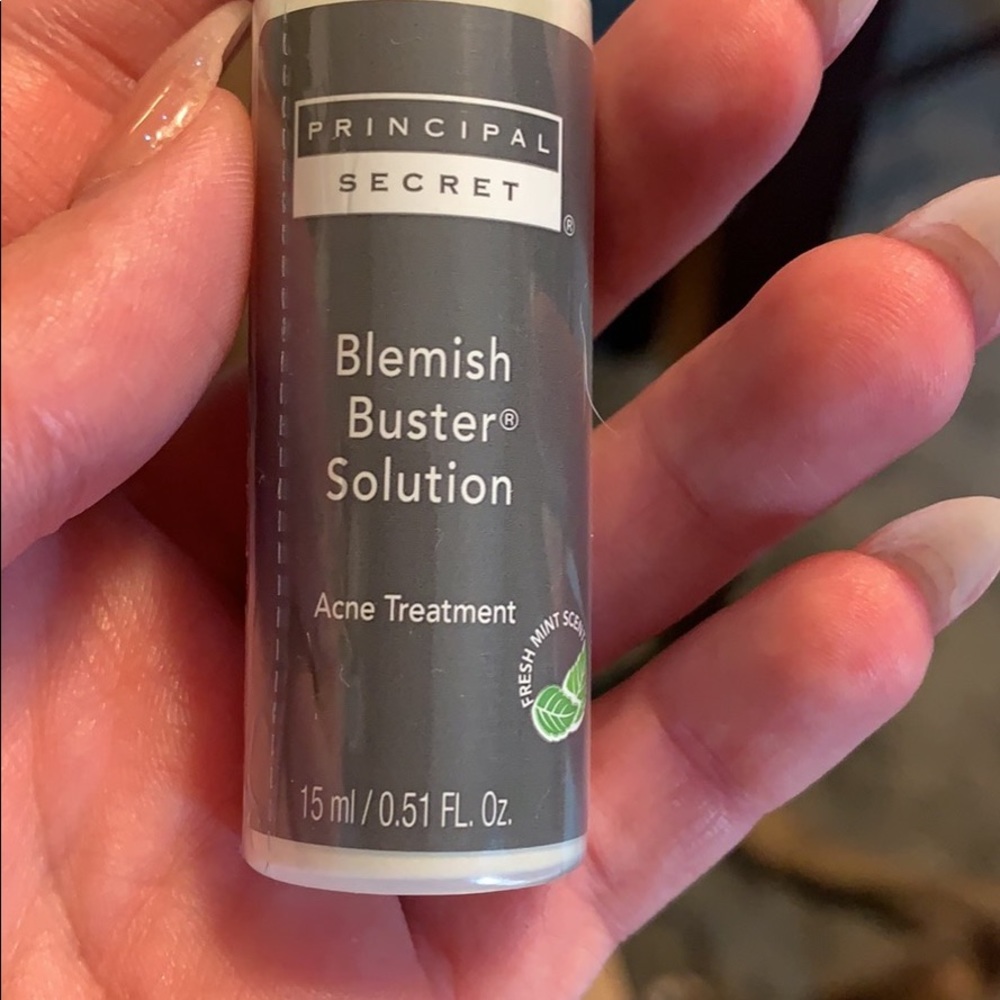 PRINCIPAL
SECRET
®
Blemish
Buster®
Solution
Acne Treatment
FRESH MINT SCENT
15 ml / 0.51 FL. Oz.